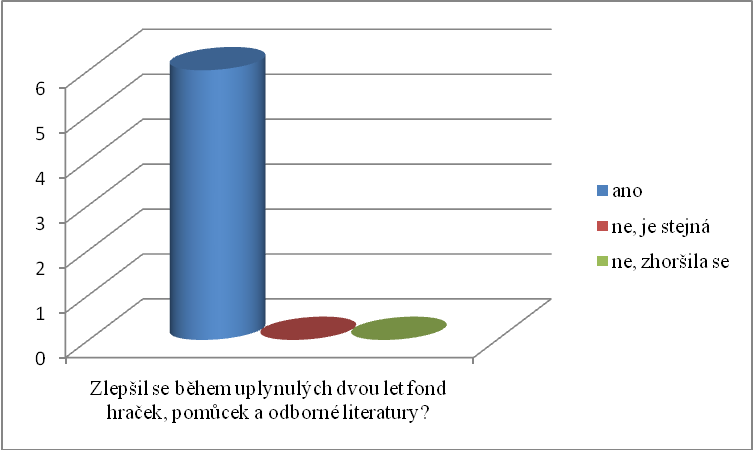 6
5
4
3
2
1
0
ano
ne, je stejná
ne, zhoršila se
Zlepšil se během uplynulých dvou let fond
hraček, pomůcek a odborné literatury?